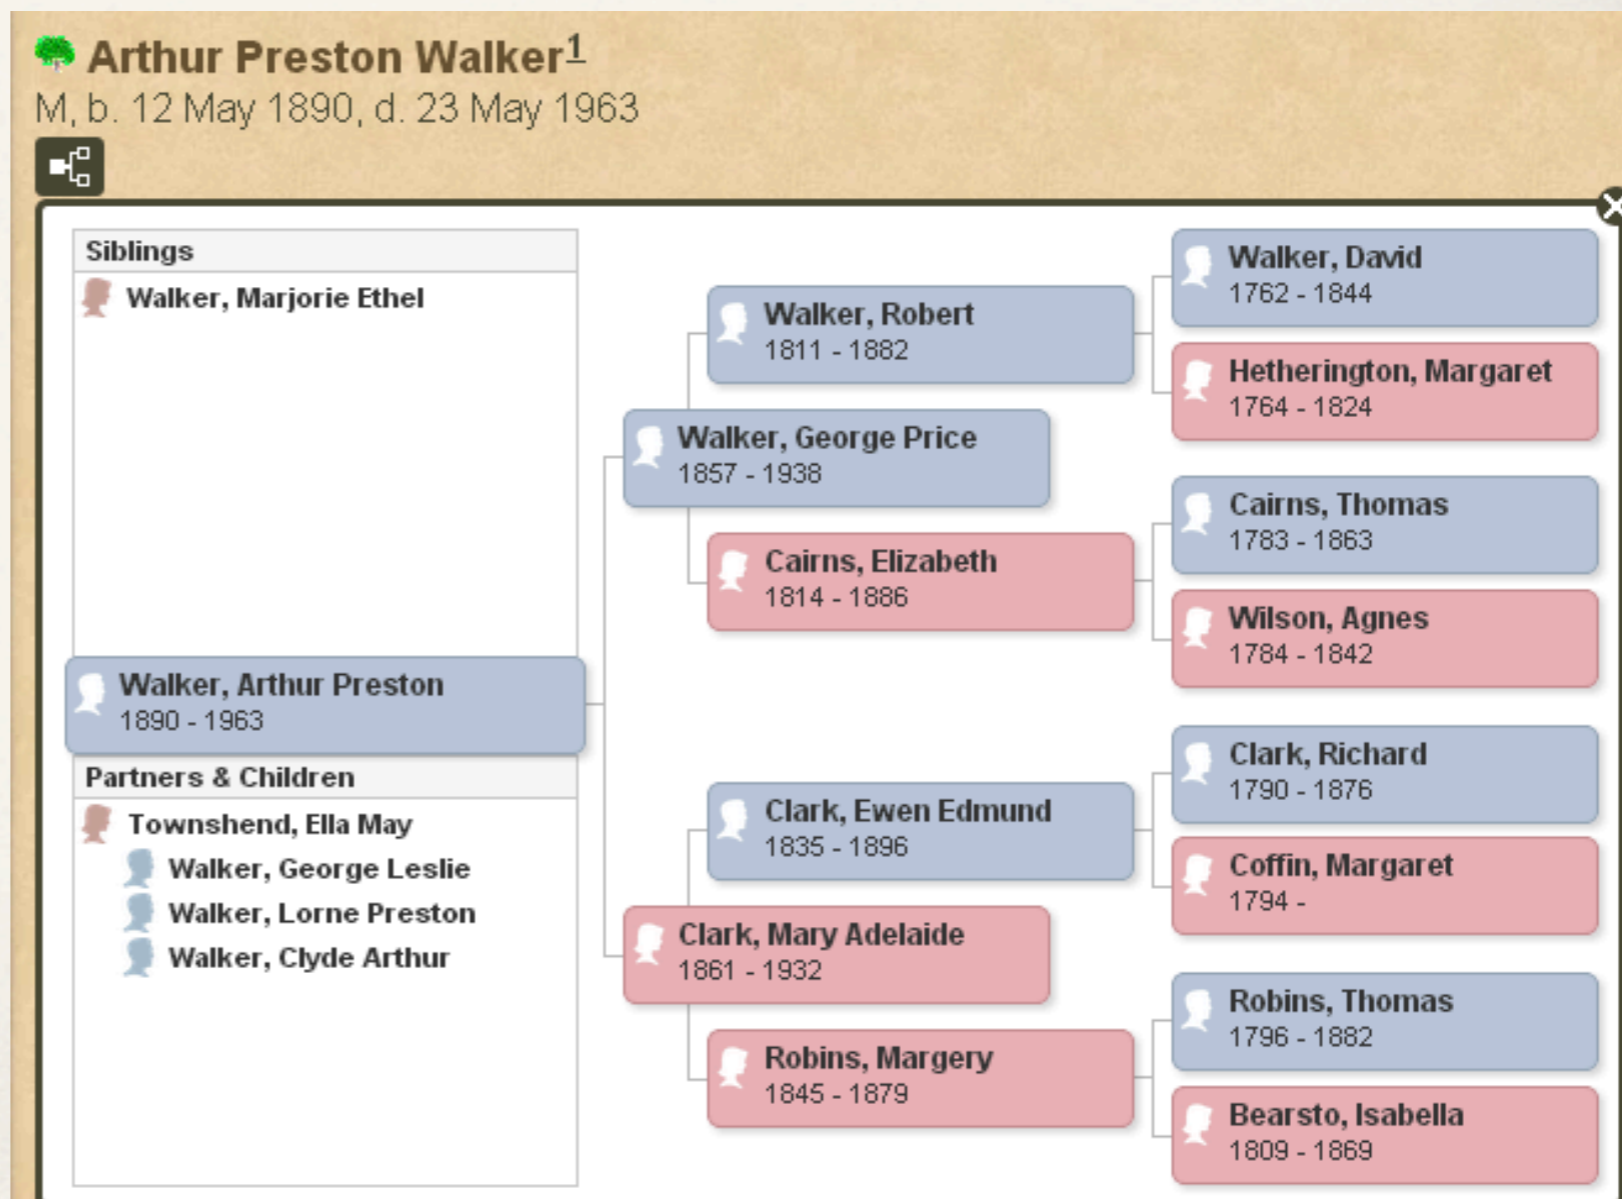 Arthur Preston Walker1
M, b. 12 May 1890, d. 23 May 1963
Siblings
Walker, Marjorie Ethel
Walker, Arthur Preston
1890 - 1963
Partners & Children
Townshend, Ella May
Walker, George Leslie
Walker, Lorne Preston
Walker, Clyde Arthur
Walker, George Price
1857 - 1938
Clark, Mary Adelaide
1861 - 1932
Walker, Robert
1811 - 1882
Cairns, Elizabeth
1814 - 1886
Clark, Ewen Edmund
1835 - 1896
Robins, Margery
1845 - 1879
Walker, David
1762 - 1844
Hetherington, Margaret
1764 - 1824
Cairns, Thomas
1783 - 1863
Wilson, Agnes
1784 - 1842
Clark, Richard
1790 - 1876
Coffin, Margaret
1794 -
Robins, Thomas
1796 - 1882
Bearsto, Isabella
1809 - 1869